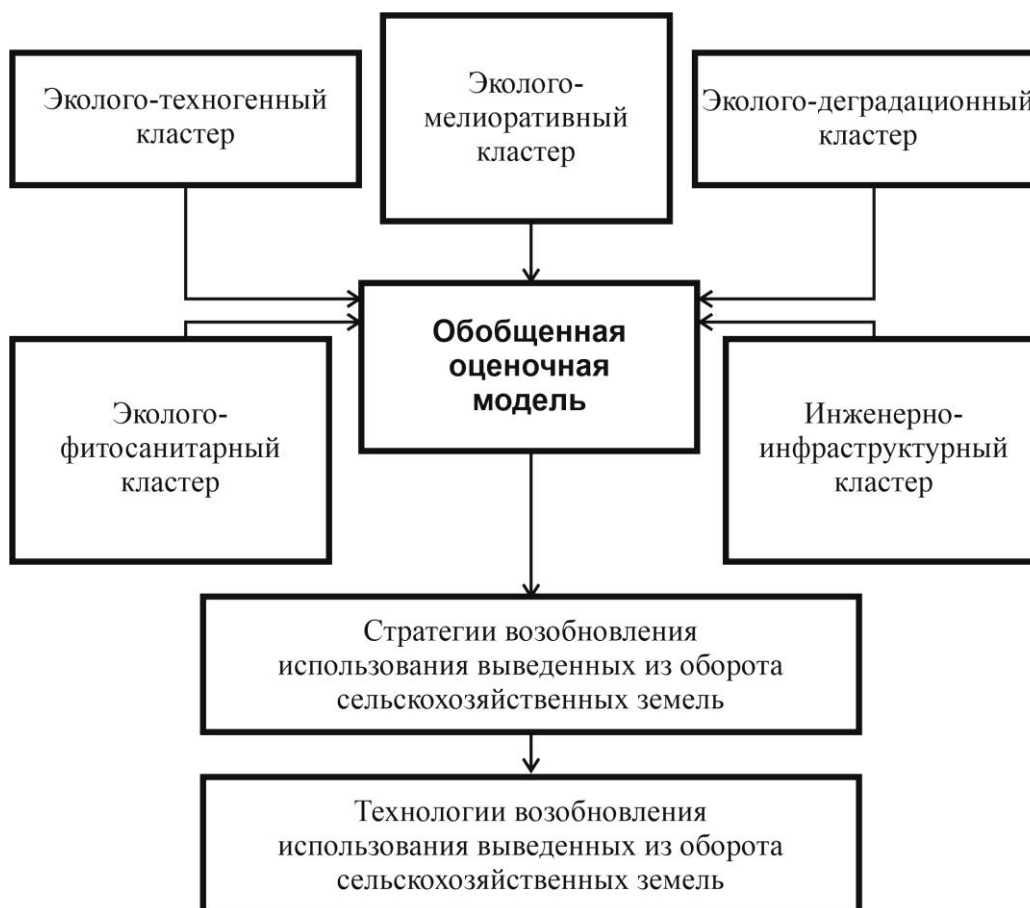 Эколого-техногенный
кластер
Эколого-
мелиоративный
кластер
Эколого-деградационный
кластер
Обобщенная
оценочная
модель
Эколого-
фитосанитарный
кластер
Инженерно-
инфраструктурный
кластер
Стратегии возобновления
использования выведенных из оборота
сельскохозяйственных земель
Технологии возобновления
использования выведенных из оборота
сельскохозяйственных земель